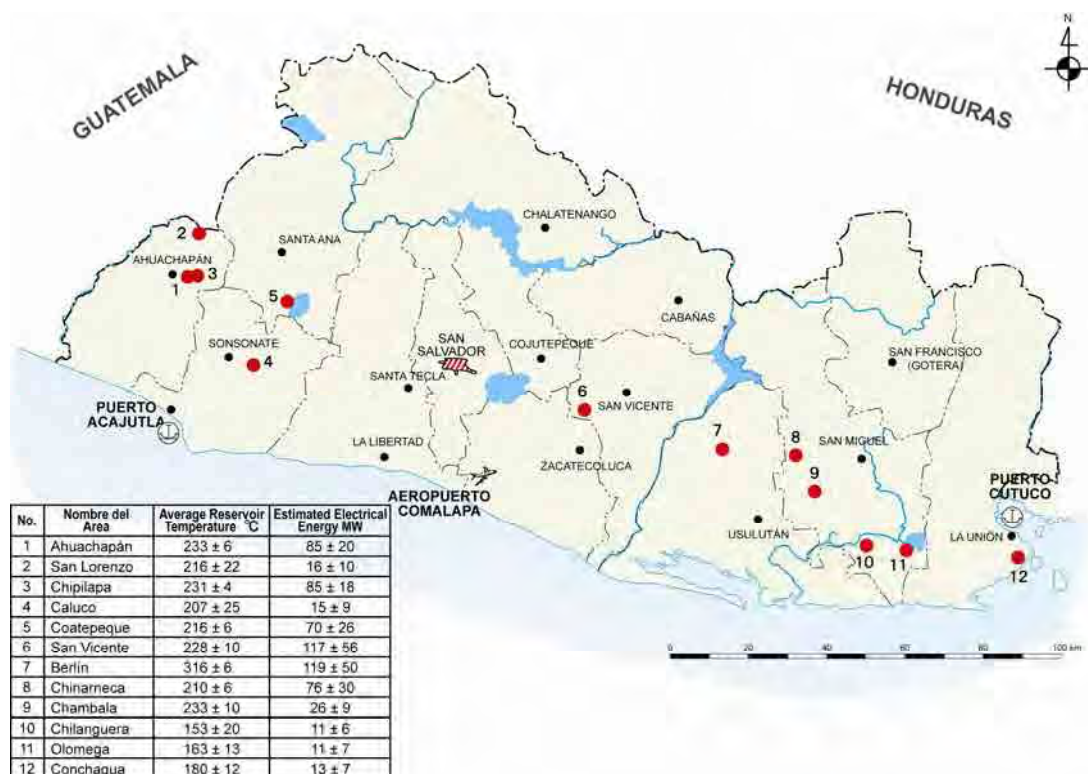 N
GUATEMALA
HONDURAS
CHALATENANGO
2
SANTA ANA
AHUACHAPÁN
1
3
5
CABAÑAS
SONSONATE
4
SAN
SALVADOR
COJUTEPEQUE
SAN FRANCISCO
(GOTERA)
SANTA TECLA
PUERTO
ACAJUTLA
6
SAN VICENTE
LA LIBERTAD
ZACATECOLUCA
7
8
SAN MIGUEL
9
AEROPUERTO
COMALAPA
PUERTO
CUTUCO
USULUTÁN
LA UNIÓN
10
11
12
0 20 40 60 80 100 km
No. Nombre del Area Average Reservoir Temperature °C Estimated Electrical Energy MW
1 Ahuachapán 233 ± 6 85 ± 20
2 San Lorenzo 216 ± 22 16 ± 10
3 Chipilapa 231 ± 4 85 ± 18
4 Caluco 207 ± 25 15 ± 9
5 Coatepeque 216 ± 6 70 ± 26
6 San Vicente 228 ± 10 117 ± 56
7 Berlín 316 ± 6 119 ± 50
8 Chinarneca 210 ± 6 76 ± 30
9 Chambala 233 ± 10 26 ± 9
10 Chilanguera 153 ± 20 11 ± 6
11 Olomega 163 ± 13 11 ± 7
12 Conchagua 180 ± 12 13 ± 7